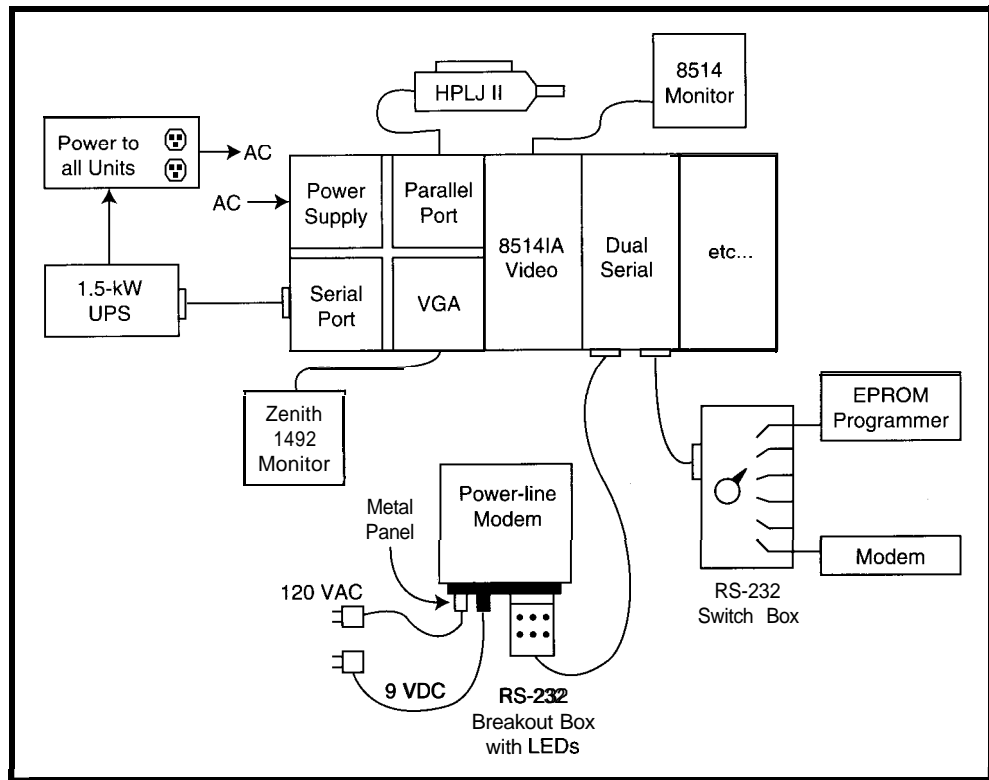 HPLJ II
8514
Monitor
Power to
all Units
AC
AC
Power
Supply
Parallel
Port
8514IA
Video
Dual
Serial
etc...
1.5-kW
UPS
Serial
Port
VGA
Zenith
1492
Monitor
EPROM
Programmer
Power-line
Modem
Metal
Panel
Modem
120 VAC
RS-232
Switch Box
9 VDC
RS-232
Breakout Box
with LEDs